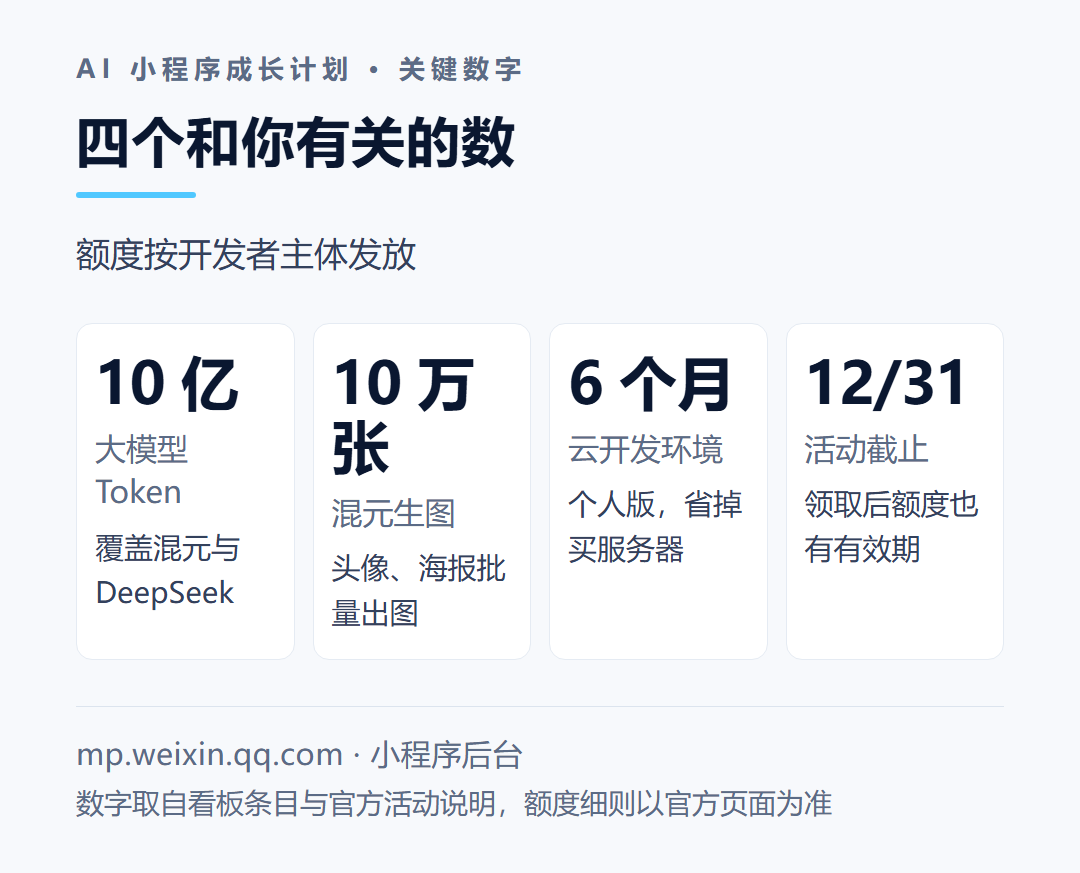 AI 小程序成长计划 · 关键数字
四个和你有关的数
额度按开发者主体发放
10 亿
大模型
Token
覆盖混元与
DeepSeek
10 万
张
混元生图
头像、海报批
量出图
6 个月
云开发环境
个人版，省掉
买服务器
12/31
活动截止
领取后额度也
有有效期
mp.weixin.qq.com · 小程序后台
数字取自看板条目与官方活动说明，额度细则以官方页面为准